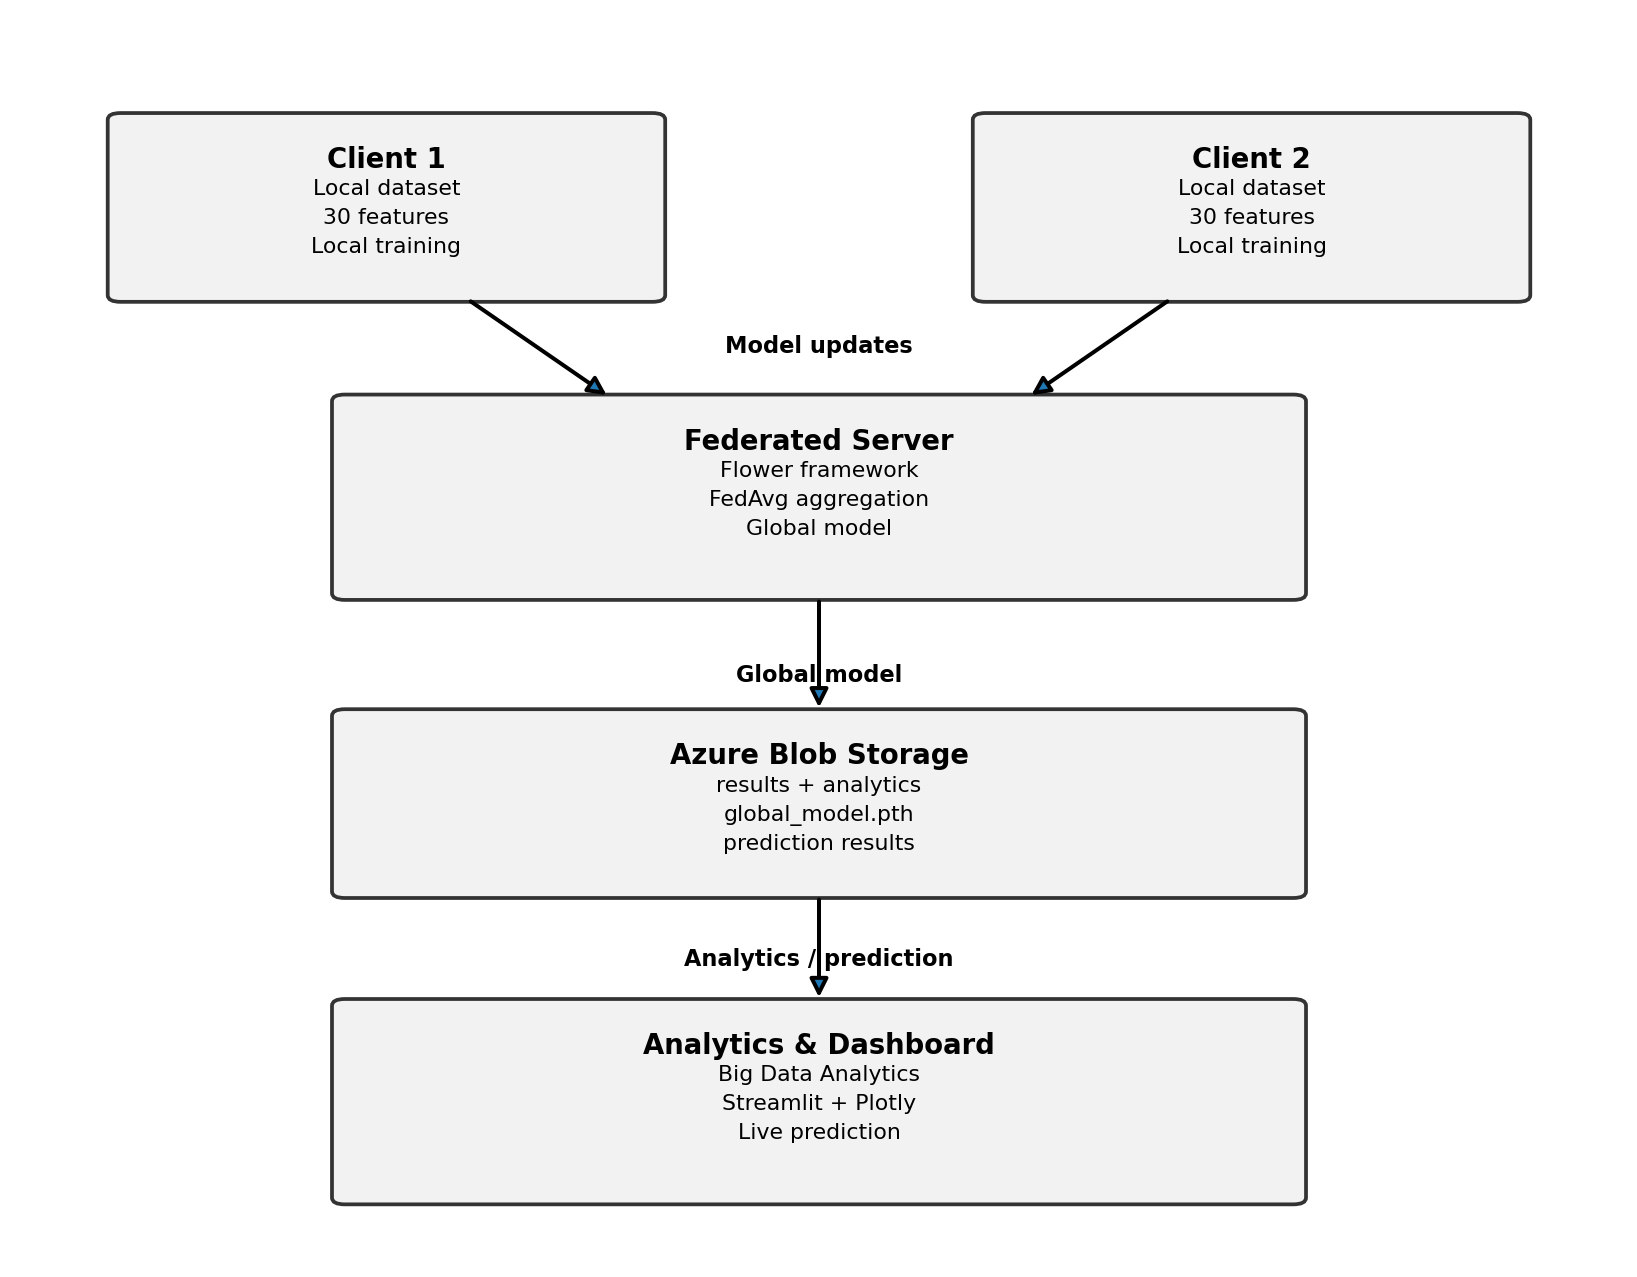 Client 1
Local dataset
30 features
Local training
Client 2
Local dataset
30 features
Local training
Model updates
Federated Server
Flower framework
FedAvg aggregation
Global model
Global model
Azure Blob Storage
results + analytics
global_model.pth
prediction results
Analytics / prediction
Analytics & Dashboard
Big Data Analytics
Streamlit + Plotly
Live prediction